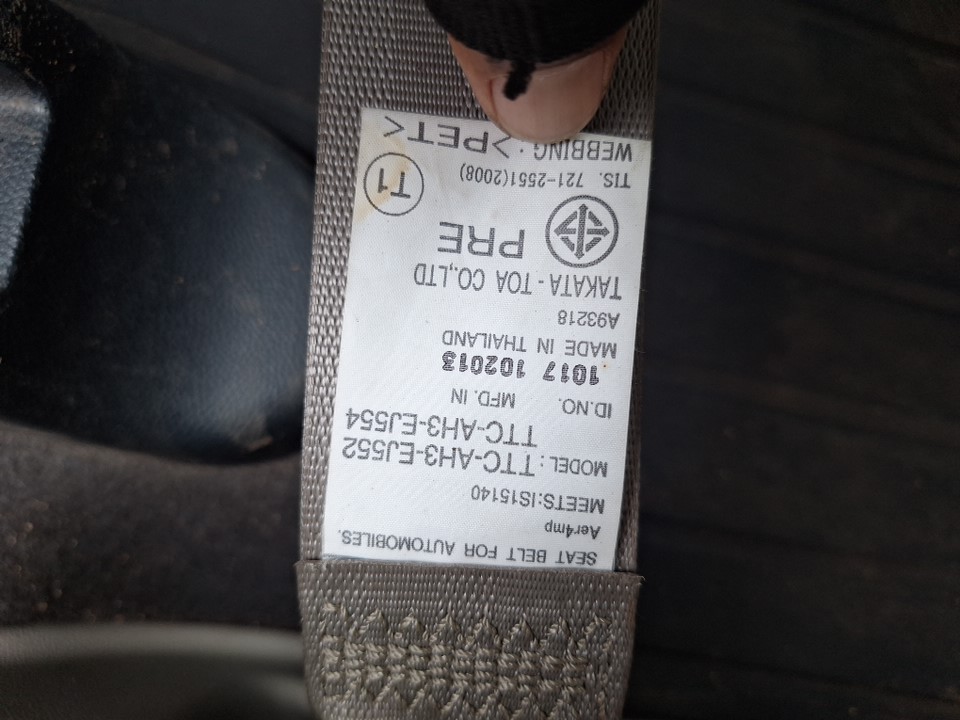 SEAT BELT FOR AUTOMOBILES.
Aer4mp
MEETS:IS15140
MODEL : TTC-AH3-EJ552
TTC-AH3-EJ554
ID.NO. MFD. IN
1017 102013
MADE IN THAILAND
A93218
TAKATA - TOA CO.,LTD
PRE
TIS. 721-2551(2008) T1
WEBBING : >PET<